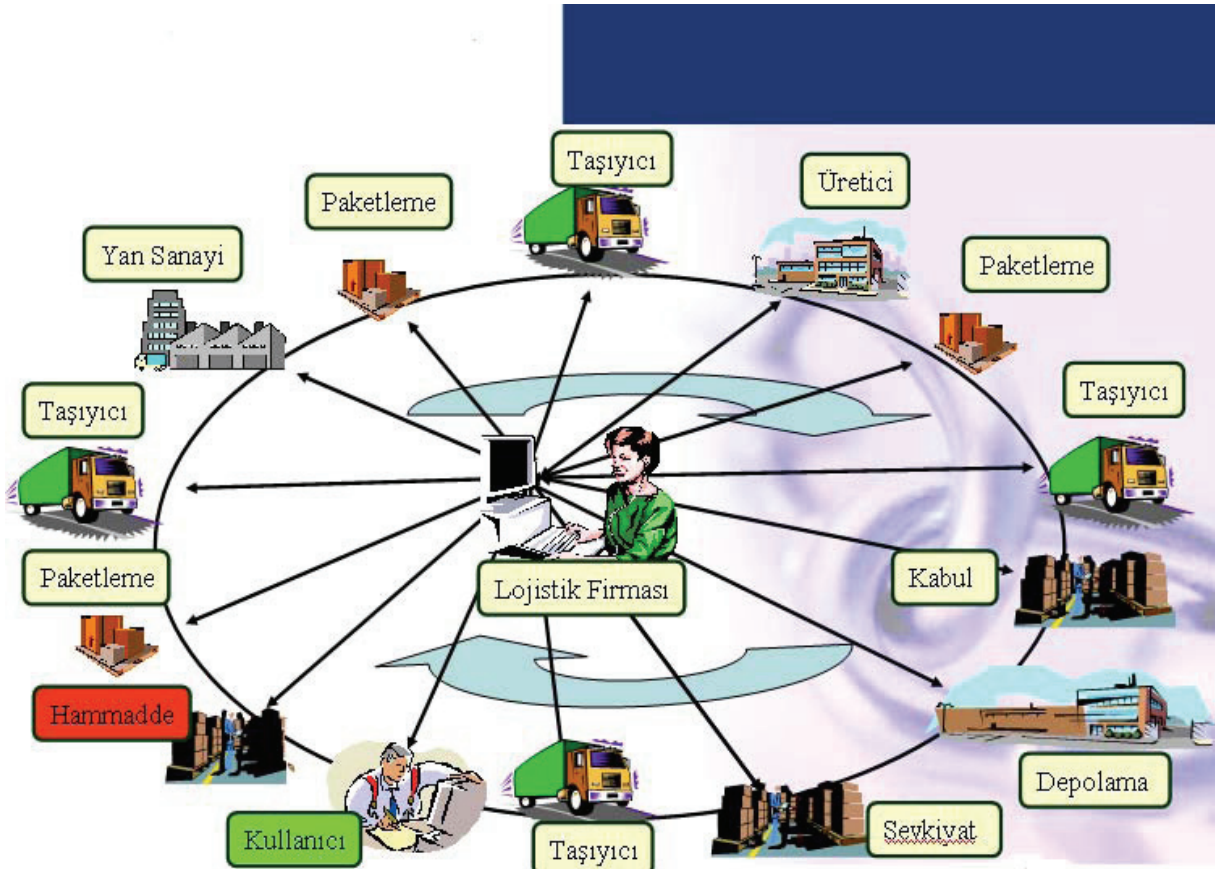 Taşıyıcı
Üretici
Paketleme
Paketleme
Yan Sanayi
Taşıyıcı
Taşıyıcı
Kabul
Paketleme
Lojistik Firması
Hammadde
Depolama
Kullanıcı
Sevkiyat
Taşıyıcı